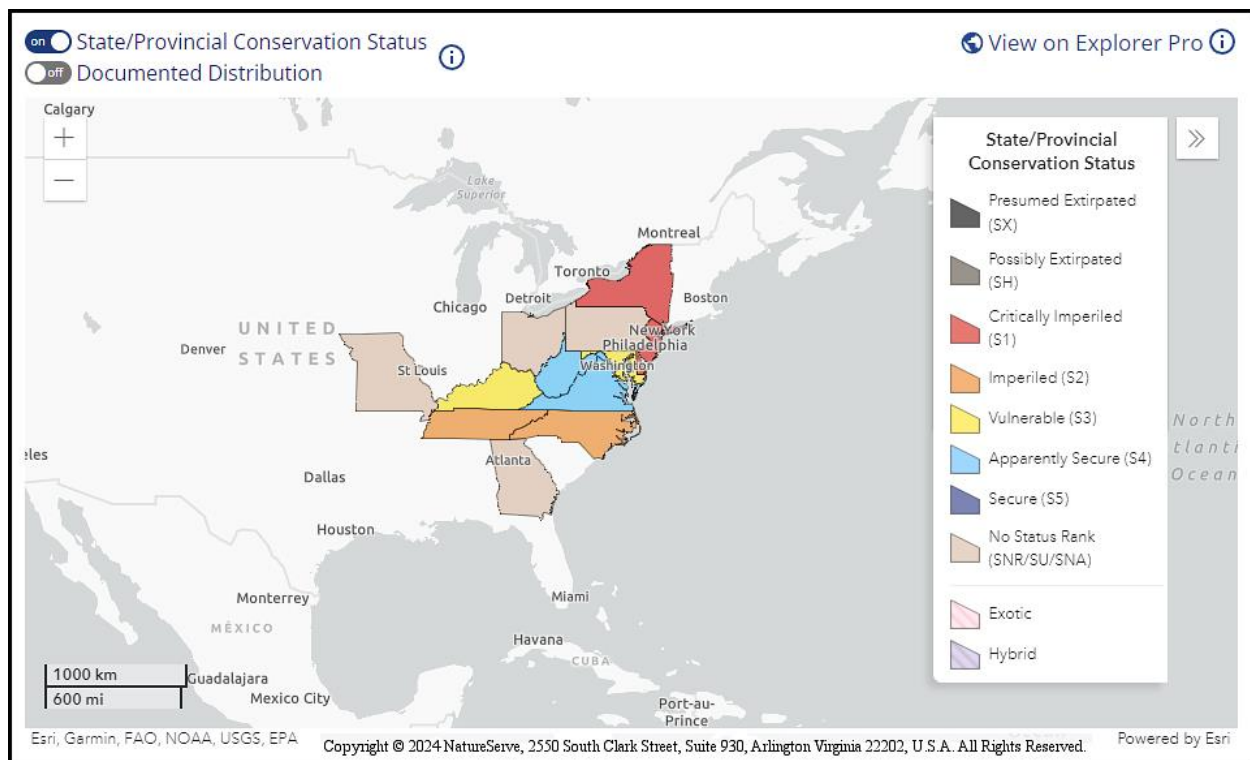 on State/Provincial Conservation Status
off Documented Distribution
View on Explorer Pro
Calgary
+
−
Lake
Superior
Montreal
Toronto
Boston
Detroit
Chicago
New York
UNITED
STATES
Philadelphia
Denver
Washington
St Louis
eles
Atlanta
Dallas
Houston
Monterrey
MÉXICO
Miami
Havana
CUBA
Guadalajara
Mexico City
Port-au-
Prince
North
tlanti
Ocean
1000 km
600 mi
State/Provincial
Conservation Status
Presumed Extirpated
(SX)
Possibly Extirpated
(SH)
Critically Imperiled
(S1)
Imperiled (S2)
Vulnerable (S3)
Apparently Secure (S4)
Secure (S5)
No Status Rank
(SNR/SU/SNA)
Exotic
Hybrid
Esri, Garmin, FAO, NOAA, USGS, EPA
Copyright © 2024 NatureServe, 2550 South Clark Street, Suite 930, Arlington Virginia 22202, U.S.A. All Rights Reserved.
Powered by Esri